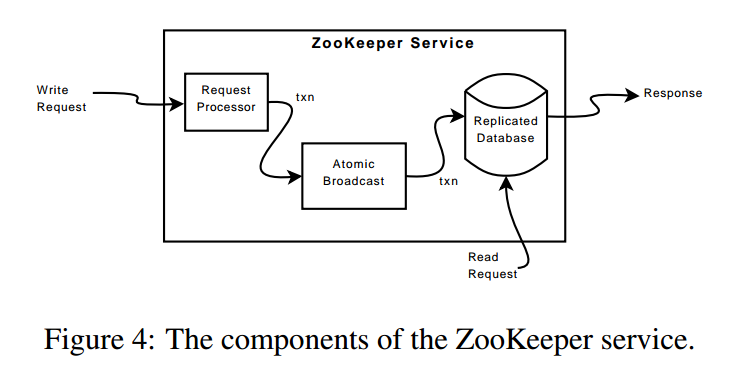 ZooKeeper Service
Write
Request
Request
Processor
txn
Atomic
Broadcast
txn
Replicated
Database
Response
Read
Request
Figure 4: The components of the ZooKeeper service.